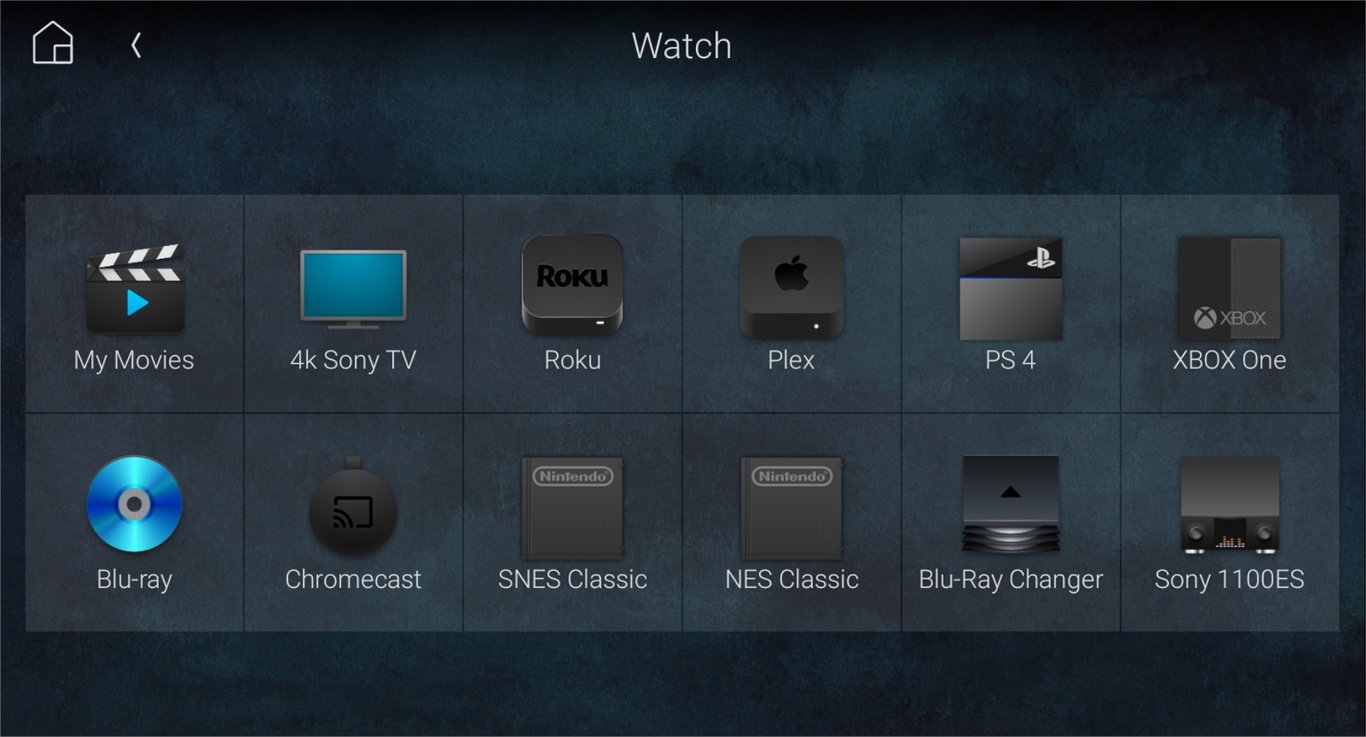 Watch
Roku
XBOX
My Movies
4k Sony TV
Roku
Plex
PS 4
XBOX One
Nintendo
Nintendo
Blu-ray
Chromecast
SNES Classic
NES Classic
Blu-Ray Changer
Sony 1100ES